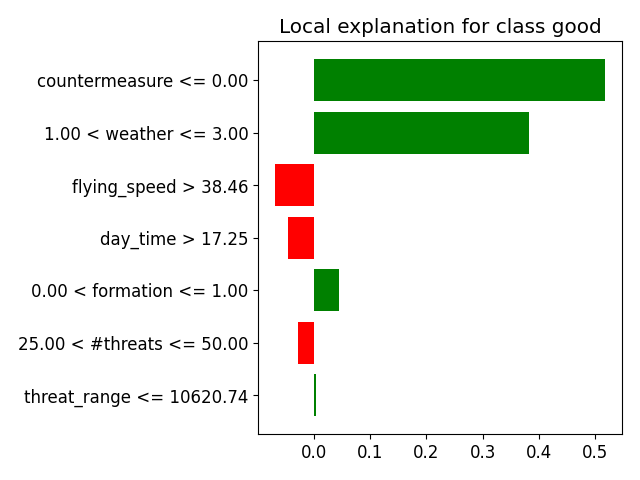 Local explanation for class good
countermeasure <= 0.00
1.00 < weather <= 3.00
flying_speed > 38.46
day_time > 17.25
0.00 < formation <= 1.00
25.00 < #threats <= 50.00
threat_range <= 10620.74
0.0 0.1 0.2 0.3 0.4 0.5